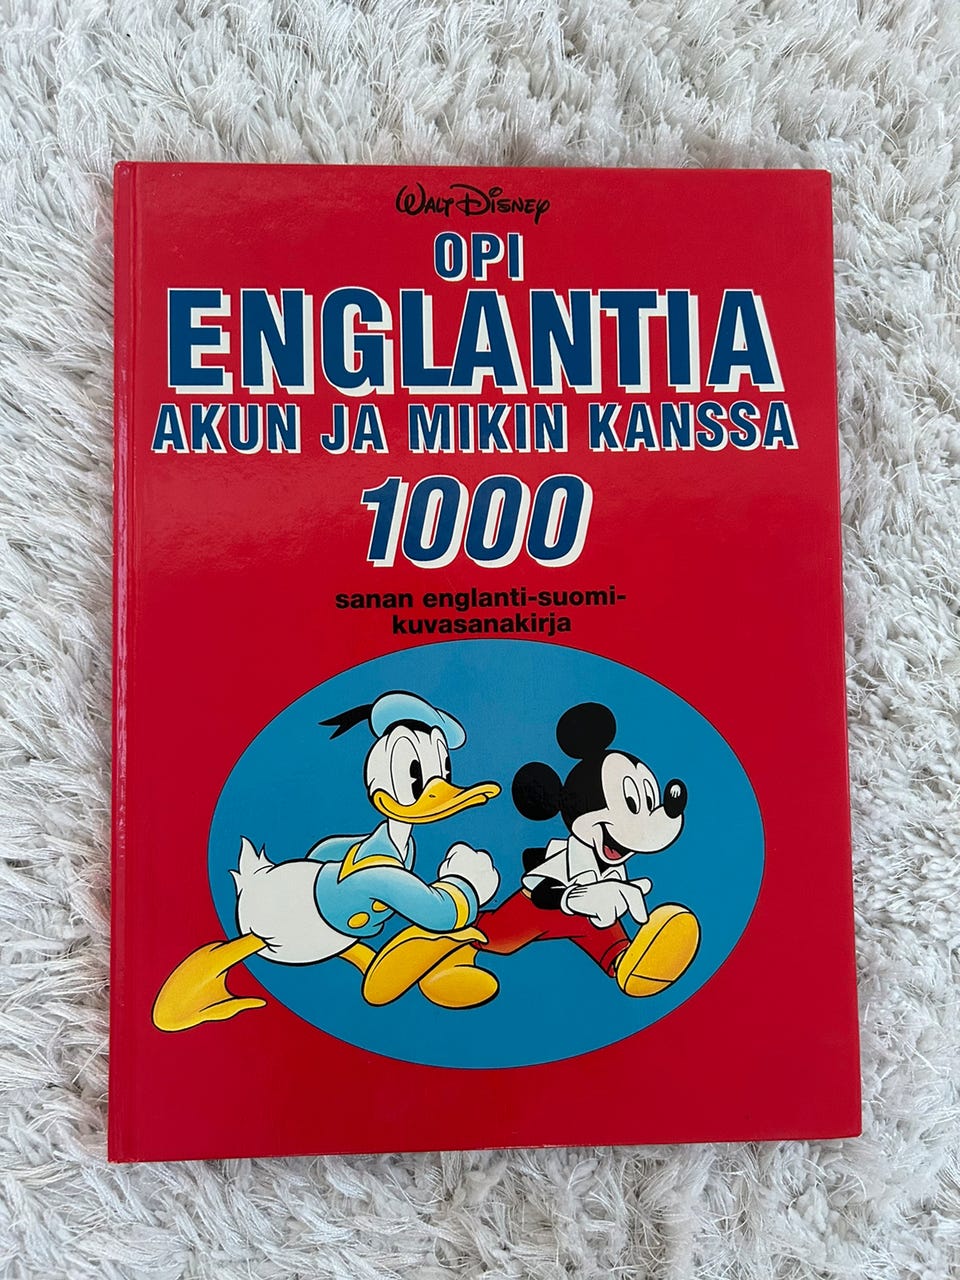 Walt Disney
OPI
ENGLANTIA
AKUN JA MIKIN KANSSA
1000
sanan englanti-suomi-
kuvasanakirja